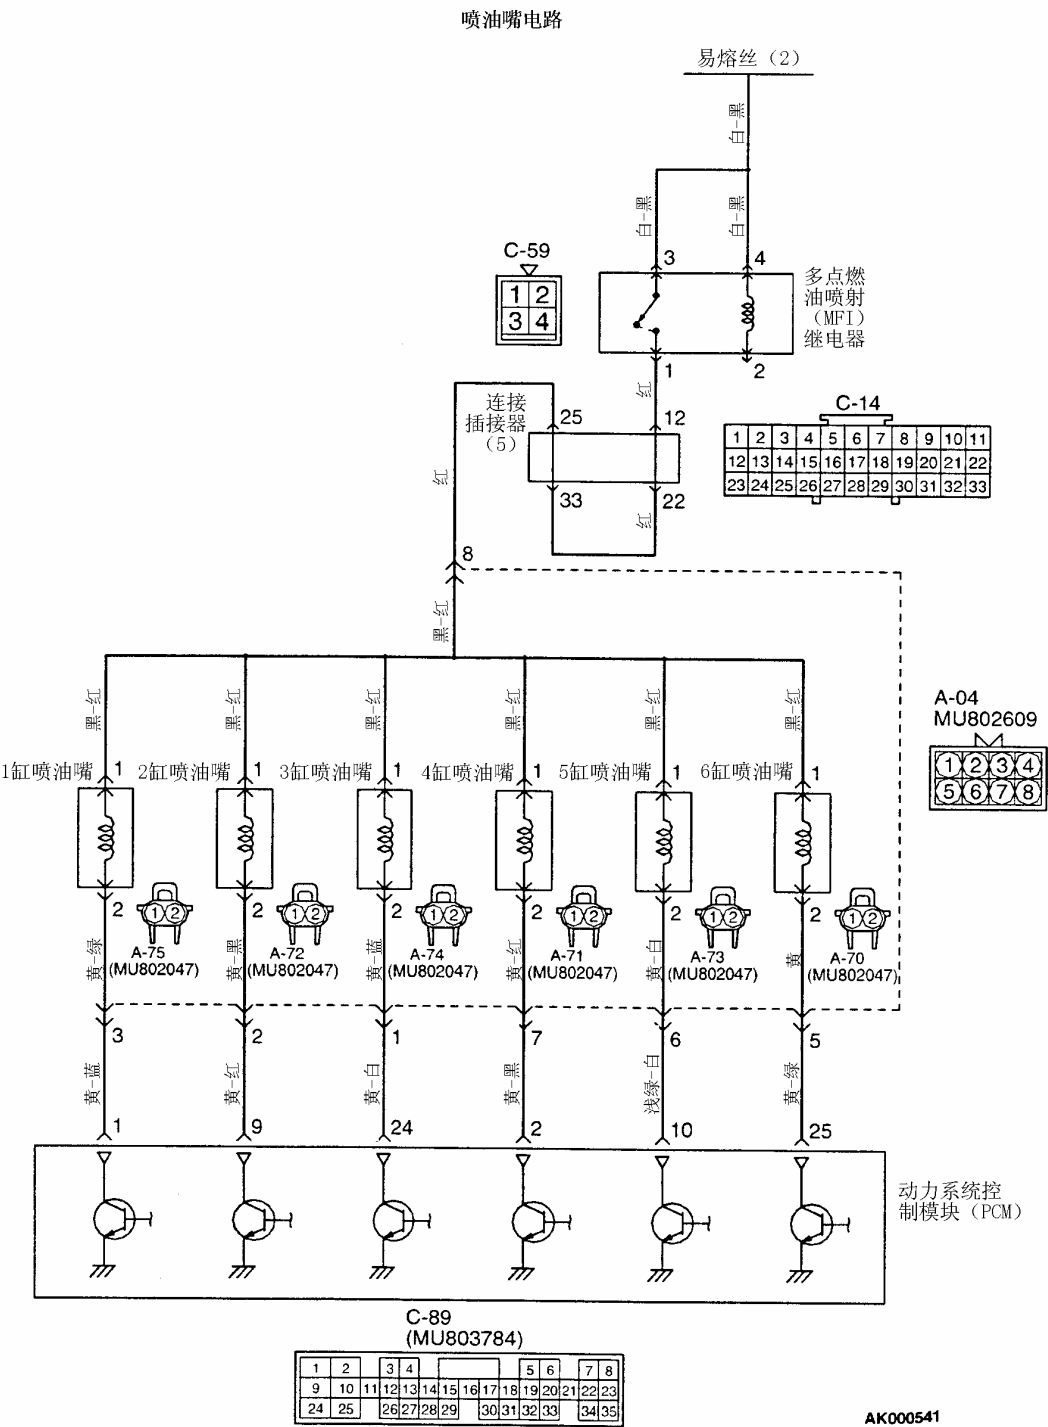 喷油嘴电路
易熔丝（2）
白-黑
白-黑
白-黑
C-59
3
4
1 2
3 4
多点燃
油喷射
（MFI）
继电器
1
2
红
连接
插接器
（5）
25
12
C-14
1 2 3 4 5 6 7 8 9 10 11
12 13 14 15 16 17 18 19 20 21 22
23 24 25 26 27 28 29 30 31 32 33
红
33
22
红
8
黑-红
黑-红 黑-红 黑-红 黑-红 黑-红 黑-红
A-04
MU802609
1 2 3 4
5 6 7 8
1缸喷油嘴 1 2缸喷油嘴 1 3缸喷油嘴 1 4缸喷油嘴 1 5缸喷油嘴 1 6缸喷油嘴 1
2 1 2 2 1 2 2 1 2 2 1 2 2 1 2 2 1 2
黄-绿 黄-黑 黄-蓝 黄-红 黄-白 黄
A-75 A-72 A-74 A-71 A-73 A-70
(MU802047) (MU802047) (MU802047) (MU802047) (MU802047) (MU802047)
3 2 1 7 6 5
黄-蓝 黄-红 黄-白 黄-黑 浅绿-白 黄-绿
1 9 24 2 10 25
动力系统控
制模块（PCM）
C-89
(MU803784)
1 2 3 4 5 6 7 8
9 10 11 12 13 14 15 16 17 18 19 20 21 22 23
24 25 26 27 28 29 30 31 32 33 34 35
AK000541